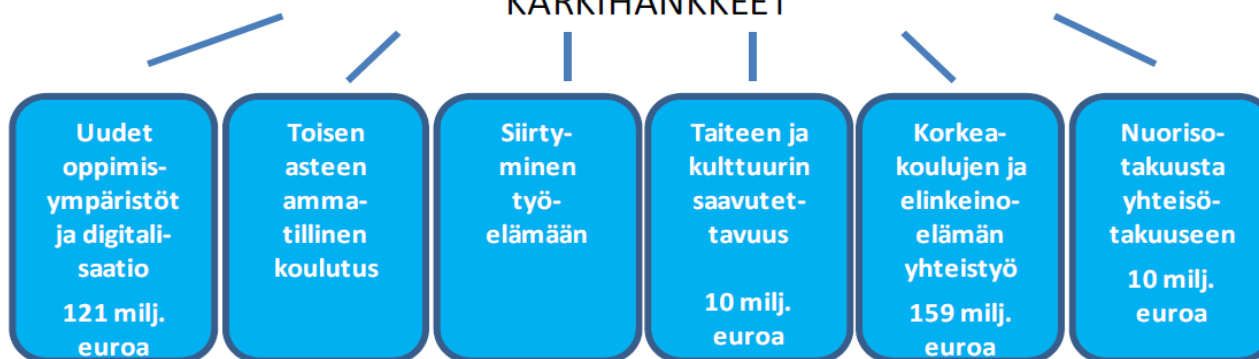 KÄRKIHANKKEET
Uudet
oppimis-
ympäristöt
ja digitali-
saatio
121 milj.
euroa
Toisen
asteen
amma-
tillinen
koulutus
Siirty-
minen
työ-
elämään
Taiteen ja
kulttuurin
saavutet-
tavuus
10 milj.
euroa
Korkea-
koulujen ja
elinkeino-
elämän
yhteistyö
159 milj.
euroa
Nuoriso-
takuusta
yhteisö-
takuuseen
10 milj.
euroa